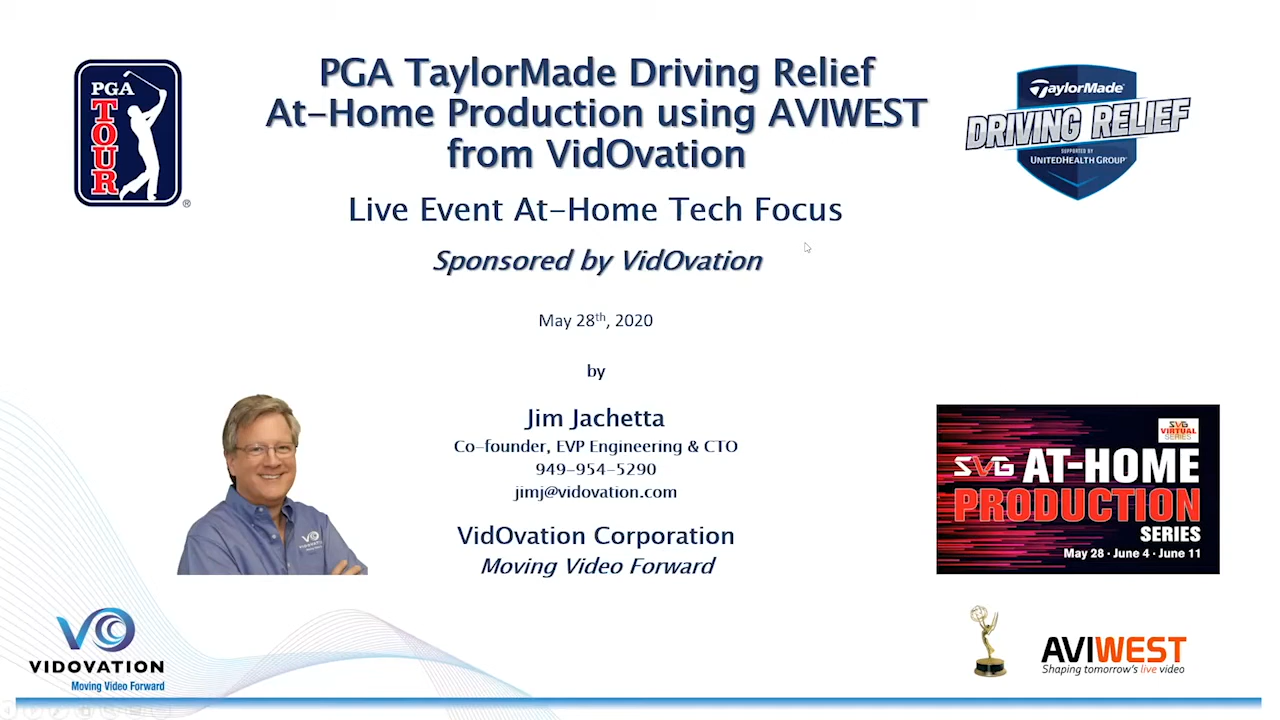 PGA TaylorMade Driving Relief
At-Home Production using AVIWEST
from VidOvation
Live Event At-Home Tech Focus
Sponsored by VidOvation
May 28th, 2020
by
Jim Jachetta
Co-founder, EVP Engineering & CTO
949-954-5290
jimj@vidovation.com
VidOvation Corporation
Moving Video Forward
PGA
TOUR
®
TaylorMade
DRIVING RELIEF
SUPPORTED BY
UNITEDHEALTH GROUP
SVG
VIRTUAL
SERIES
SVG AT-HOME
PRODUCTION
SERIES
May 28 · June 4 · June 11
VO
VIDOVATION
Moving Video Forward
AVIWEST
Shaping tomorrow's live video